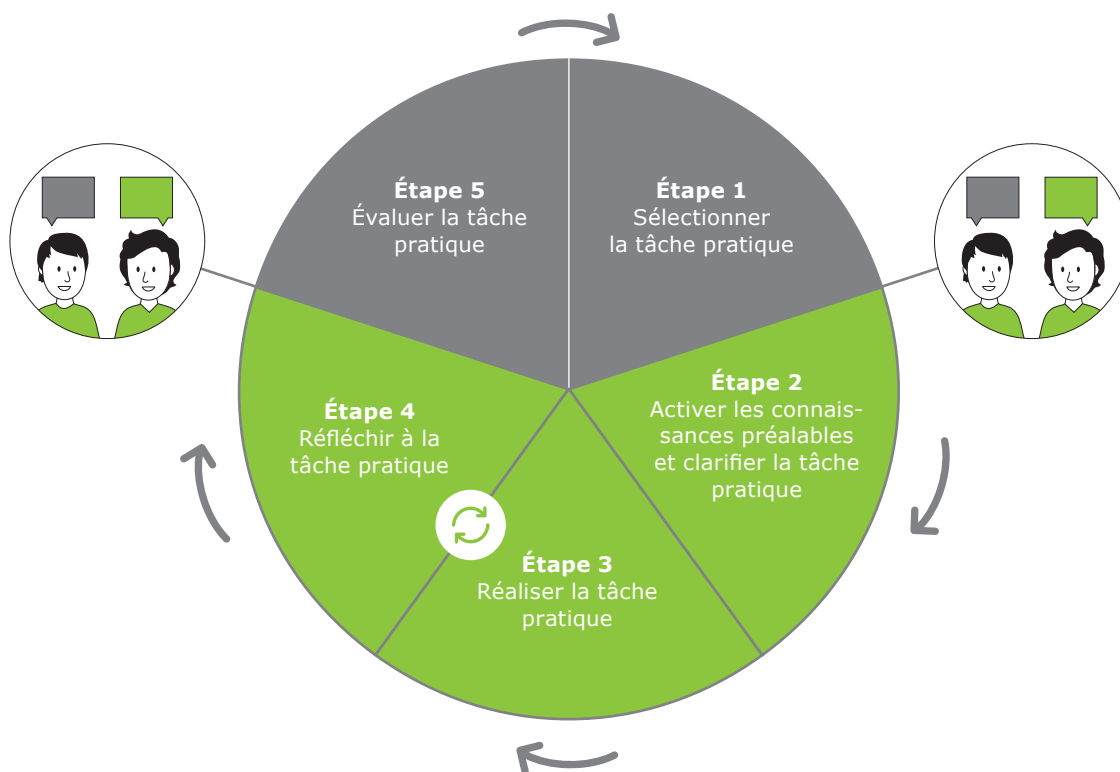 Étape 1
Sélectionner
la tâche pratique
Étape 2
Activer les connais-
sances préalables
et clarifier la tâche
pratique
Étape 3
Réaliser la tâche
pratique
Étape 4
Réfléchir à la
tâche pratique
Étape 5
Évaluer la tâche
pratique